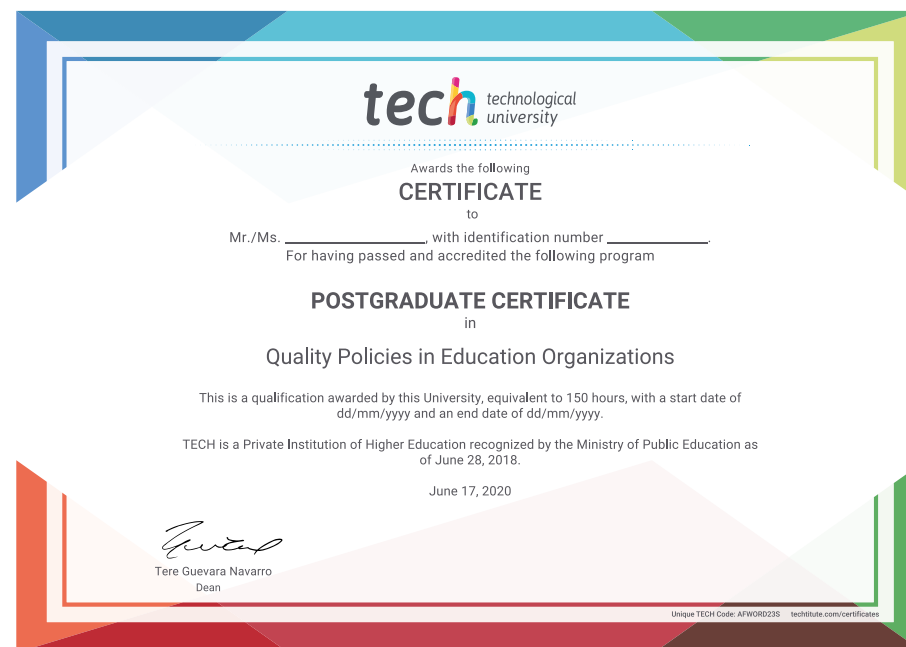 tech technological
university
Awards the following
CERTIFICATE
to
Mr./Ms. ____________________, with identification number ______________.
For having passed and accredited the following program
POSTGRADUATE CERTIFICATE
in
Quality Policies in Education Organizations
This is a qualification awarded by this University, equivalent to 150 hours, with a start date of
dd/mm/yyyy and an end date of dd/mm/yyyy.
TECH is a Private Institution of Higher Education recognized by the Ministry of Public Education as
of June 28, 2018.
June 17, 2020
Tere Guevara Navarro
Dean
Unique TECH Code: AFWORD23S techtitute.com/certificates